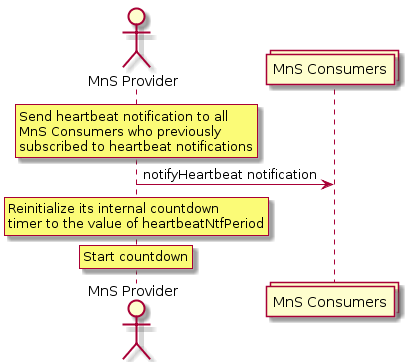 MnS Provider
MnS Consumers
Send heartbeat notification to all
MnS Consumers who previously
subscribed to heartbeat notifications
notifyHeartbeat notification
Reinitialize its internal countdown
timer to the value of heartbeatNtfPeriod
Start countdown
MnS Provider
MnS Consumers